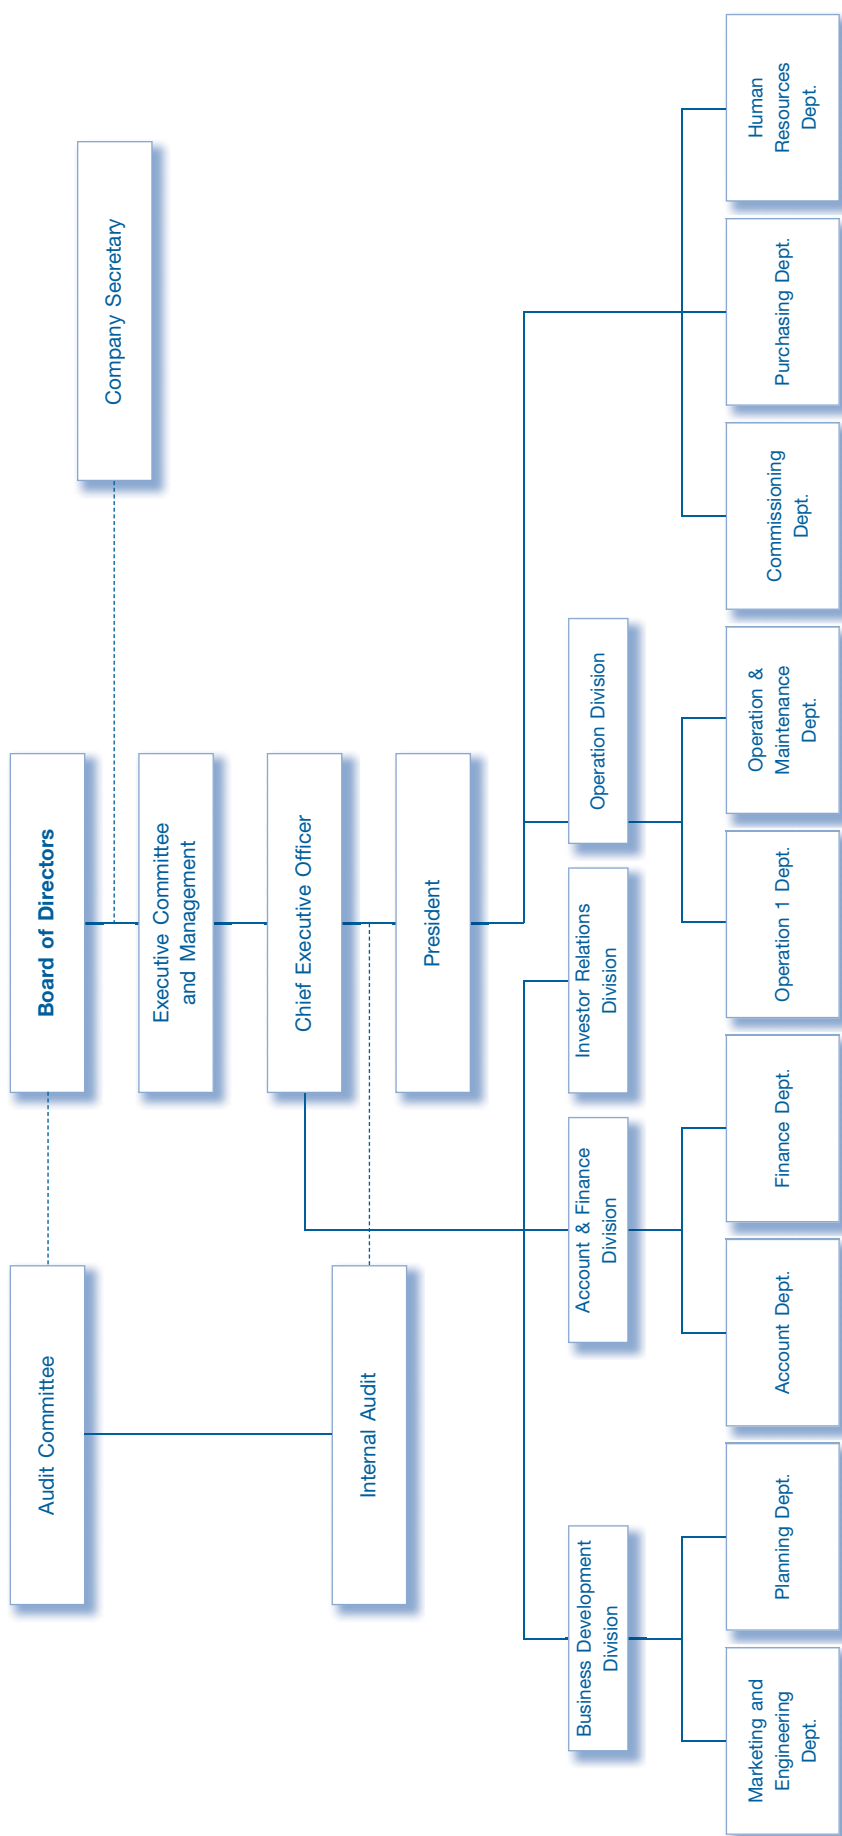 Board of Directors
Audit Committee
Company Secretary
Executive Committee
and Management
Chief Executive Officer
Internal Audit
President
Business Development
Division
Account & Finance
Division
Investor Relations
Division
Operation Division
Marketing and
Engineering
Dept.
Planning Dept.
Account Dept.
Finance Dept.
Operation 1 Dept.
Operation &
Maintenance
Dept.
Commissioning
Dept.
Purchasing Dept.
Human
Resources
Dept.